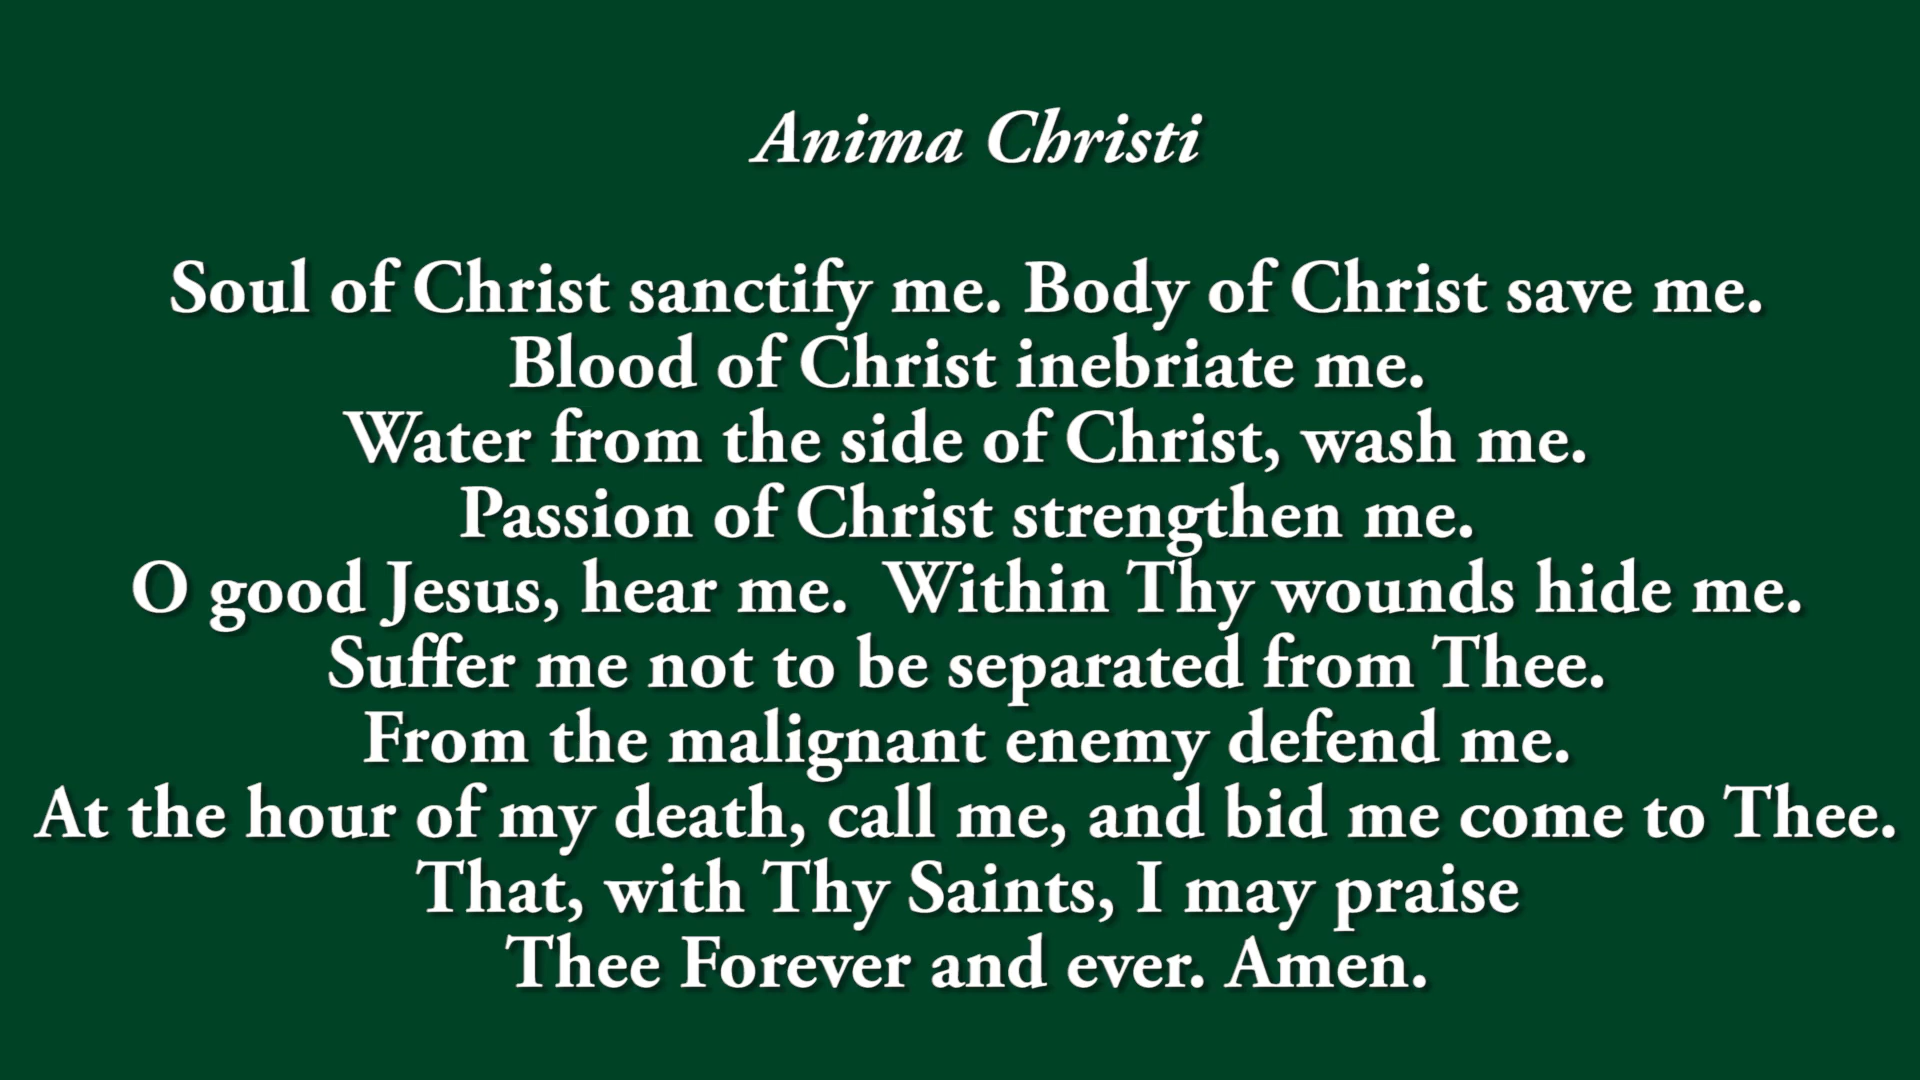 Anima Christi
Soul of Christ sanctify me. Body of Christ save me.
Blood of Christ inebriate me.
Water from the side of Christ, wash me.
Passion of Christ strengthen me.
O good Jesus, hear me.  Within Thy wounds hide me.
Suffer me not to be separated from Thee.
From the malignant enemy defend me.
At the hour of my death, call me, and bid me come to Thee.
That, with Thy Saints, I may praise
Thee Forever and ever. Amen.